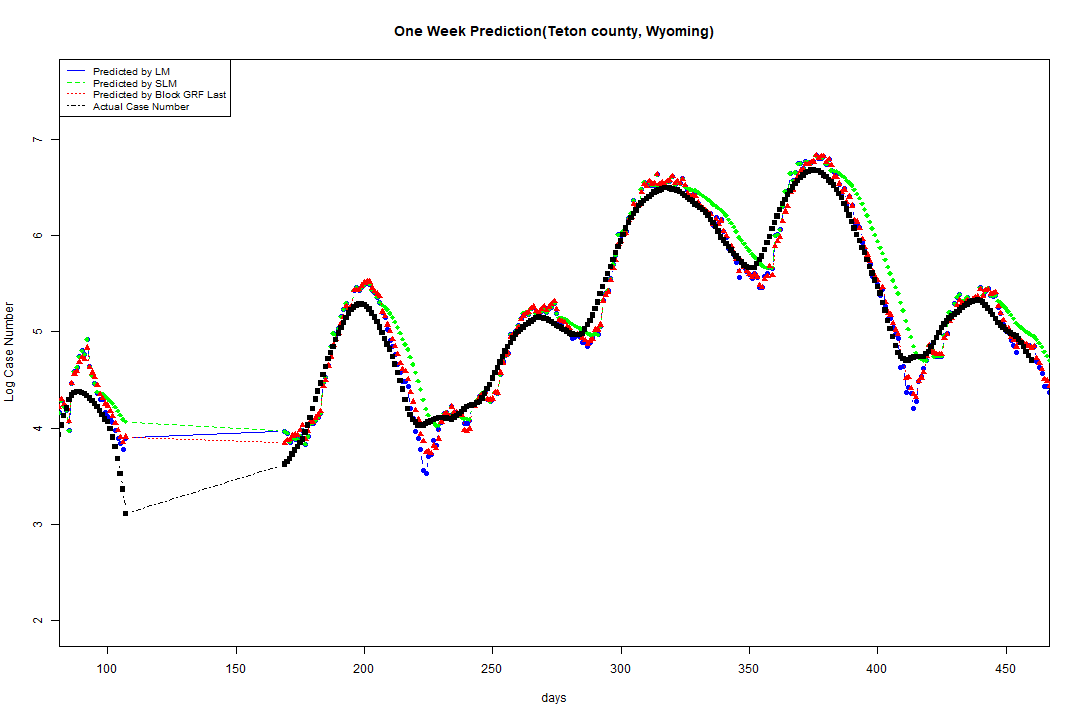 One Week Prediction(Teton county, Wyoming)
Predicted by LM
Predicted by SLM
Predicted by Block GRF Last
Actual Case Number
Log Case Number
7
6
5
4
3
2
100 150 200 250 300 350 400 450
days